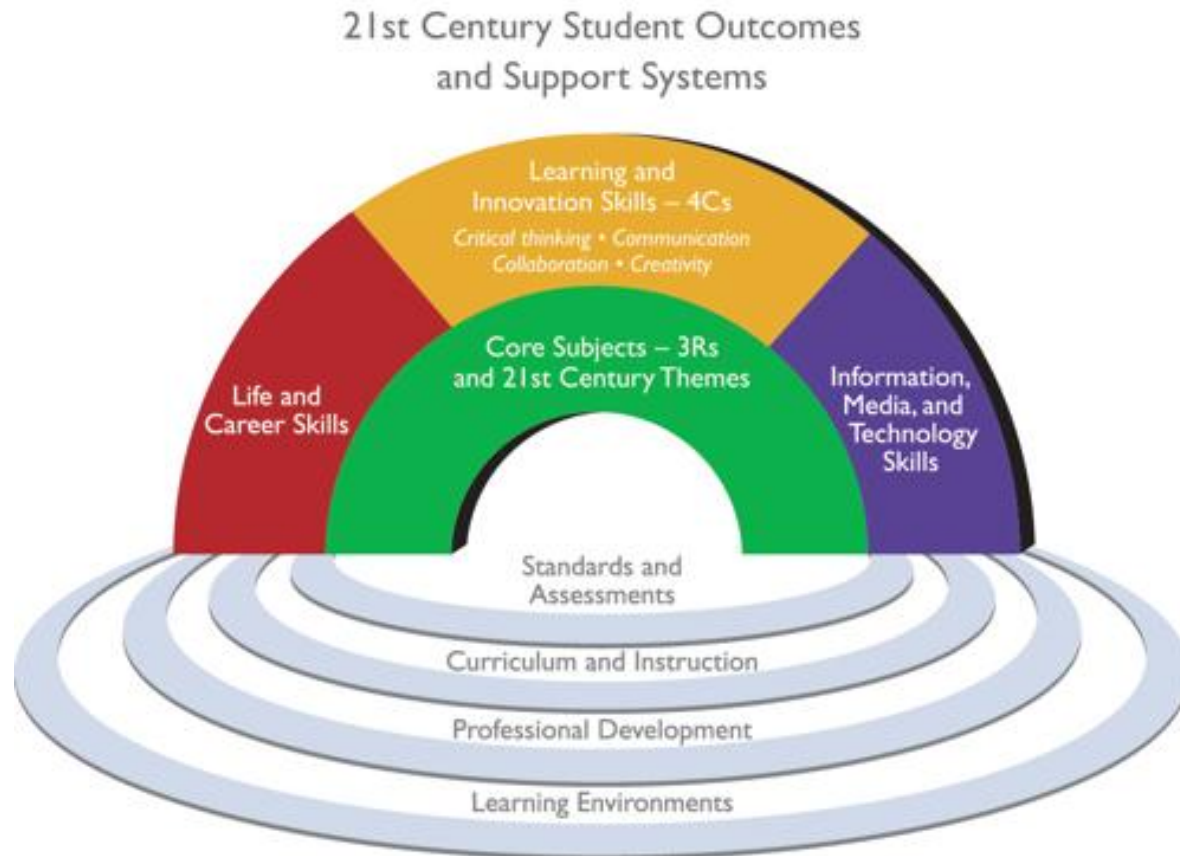 21st Century Student Outcomes
and Support Systems
Learning and
Innovation Skills – 4Cs
Critical thinking • Communication
Collaboration • Creativity
Core Subjects – 3Rs
and 21st Century Themes
Life and
Career Skills
Information,
Media, and
Technology
Skills
Standards and
Assessments
Curriculum and Instruction
Professional Development
Learning Environments